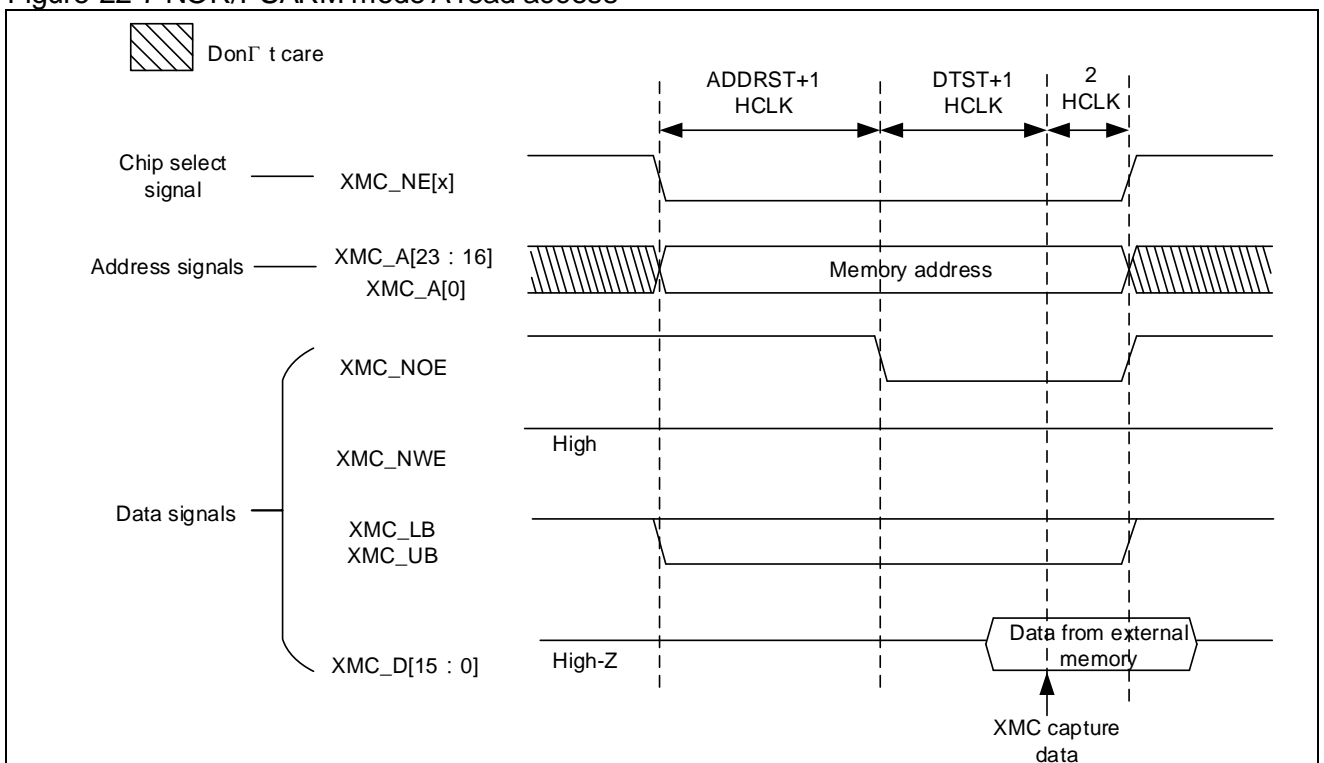 Figure 22-7 NOR/PSARM mode A read access
DonΓ t care
ADDRST+1
HCLK
DTST+1
HCLK
2
HCLK
Chip select
signal
XMC_NE[x]
Address signals
XMC_A[23 : 16]
XMC_A[0]
Memory address
XMC_NOE
High
XMC_NWE
Data signals
XMC_LB
XMC_UB
Data from external
memory
High-Z
XMC_D[15 : 0]
XMC capture
data